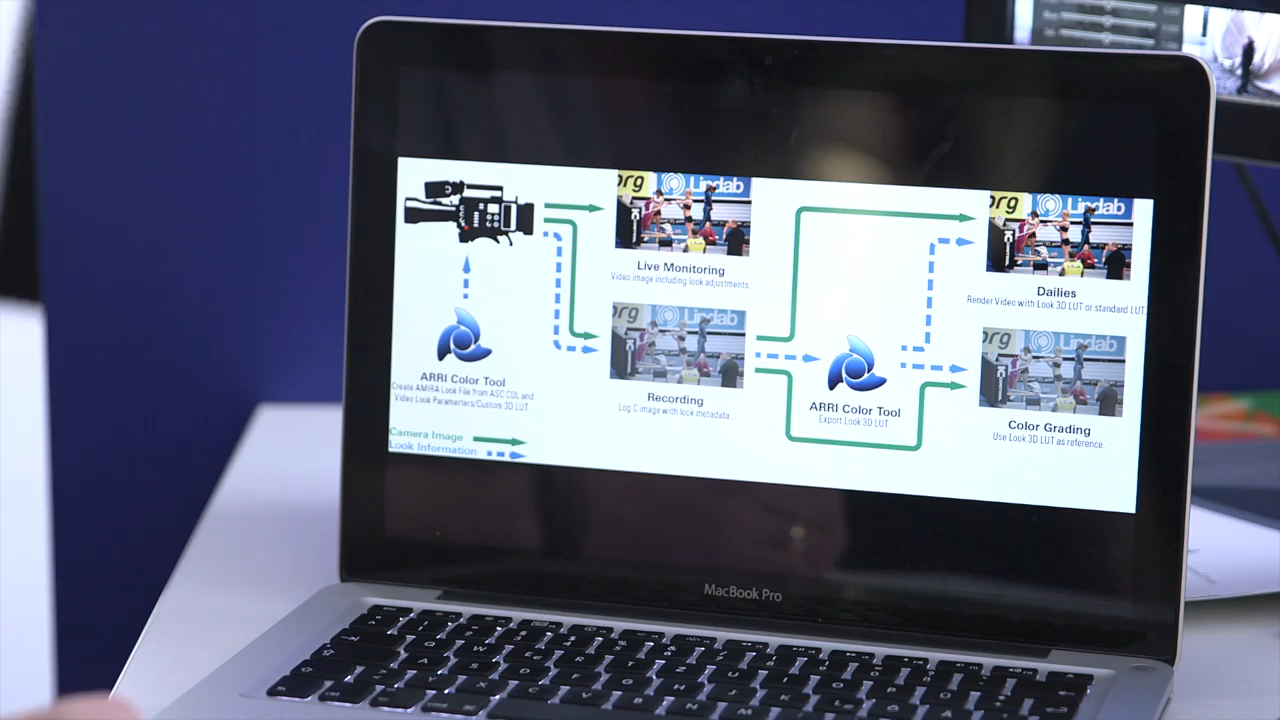 org Lindab
Live Monitoring
Video image including look adjustments.
org Lindab
Recording
Log C image with look metadata.
ARRI Color Tool
Create AMIRA Look File from ASC CDL and
Video Look Paramerters/Custom 3D LUT.
Camera Image
Look Information
ARRI Color Tool
Export Look 3D LUT.
org Lindab
Dailies
Render Video with Look 3D LUT or standard LUT.
org Lindab
Color Grading
Use Look 3D LUT as reference.
MacBook Pro